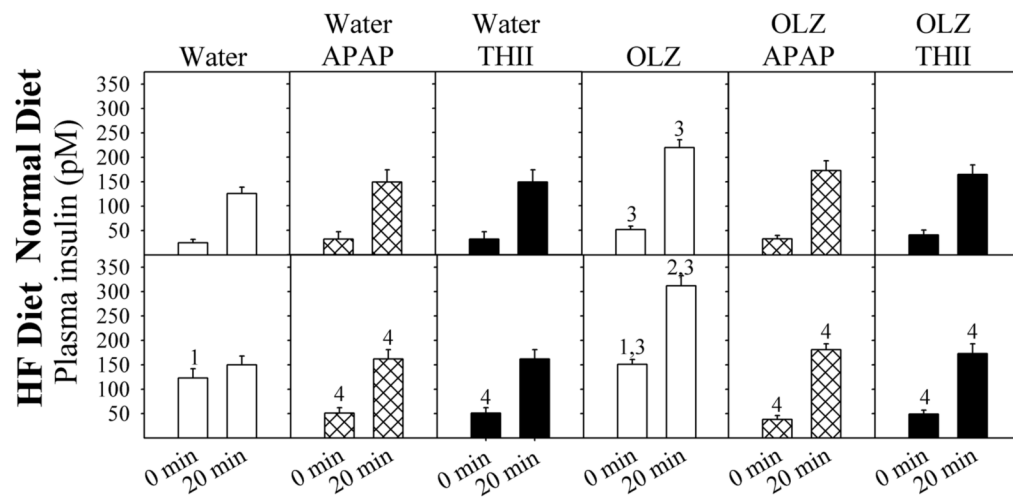 Water
Water
APAP
Water
THII
OLZ
OLZ
APAP
OLZ
THII
HF Diet Normal Diet
Plasma insulin (pM)
350
300
250
200
150
100
50
3
3
350
300
250
200
150
100
50
1
4
4
4
1,3
2,3
4
4
4
4
0 min
20 min
0 min
20 min
0 min
20 min
0 min
20 min
0 min
20 min
0 min
20 min